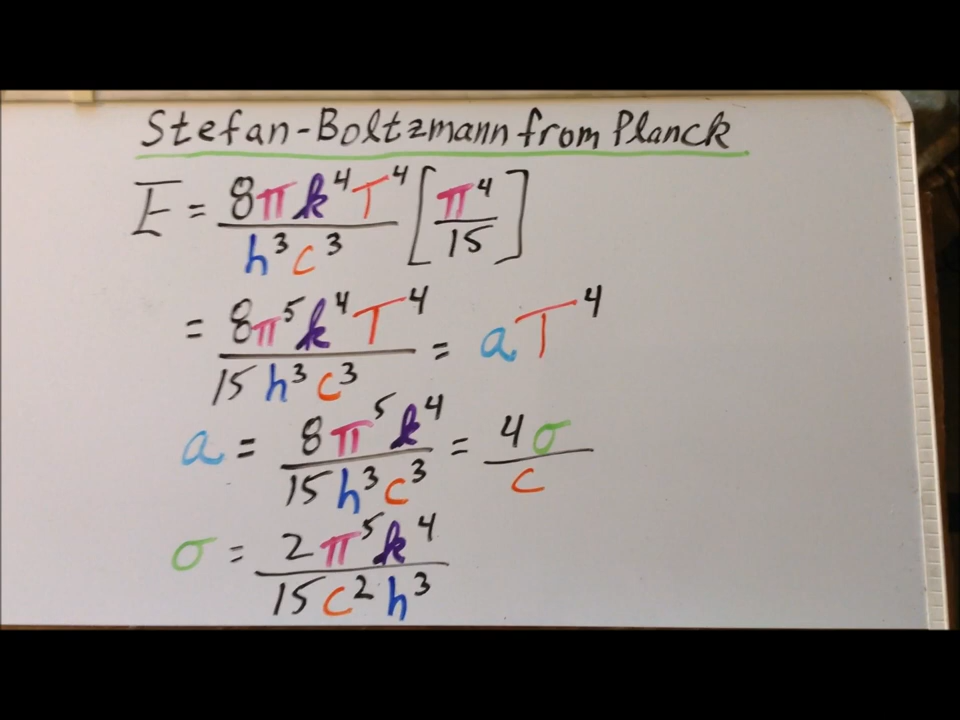 Stefan-Boltzmann from Planck
E = 8πk⁴T⁴ / h³c³ [π⁴ / 15]
= 8π⁵k⁴T⁴ / 15h³c³ = aT⁴
a = 8π⁵k⁴ / 15h³c³ = 4σ / c
σ = 2π⁵k⁴ / 15c²h³